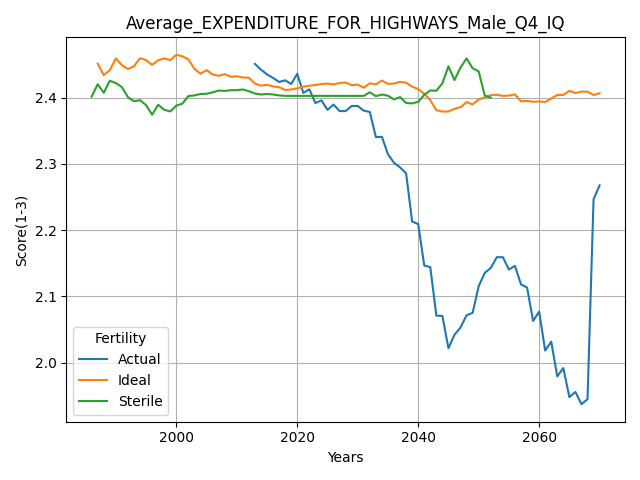 Average_EXPENDITURE_FOR_HIGHWAYS_Male_Q4_IQ
Score(1-3)
2.4
2.3
2.2
2.1
2.0
Fertility
Actual
Ideal
Sterile
2000 2020 2040 2060
Years